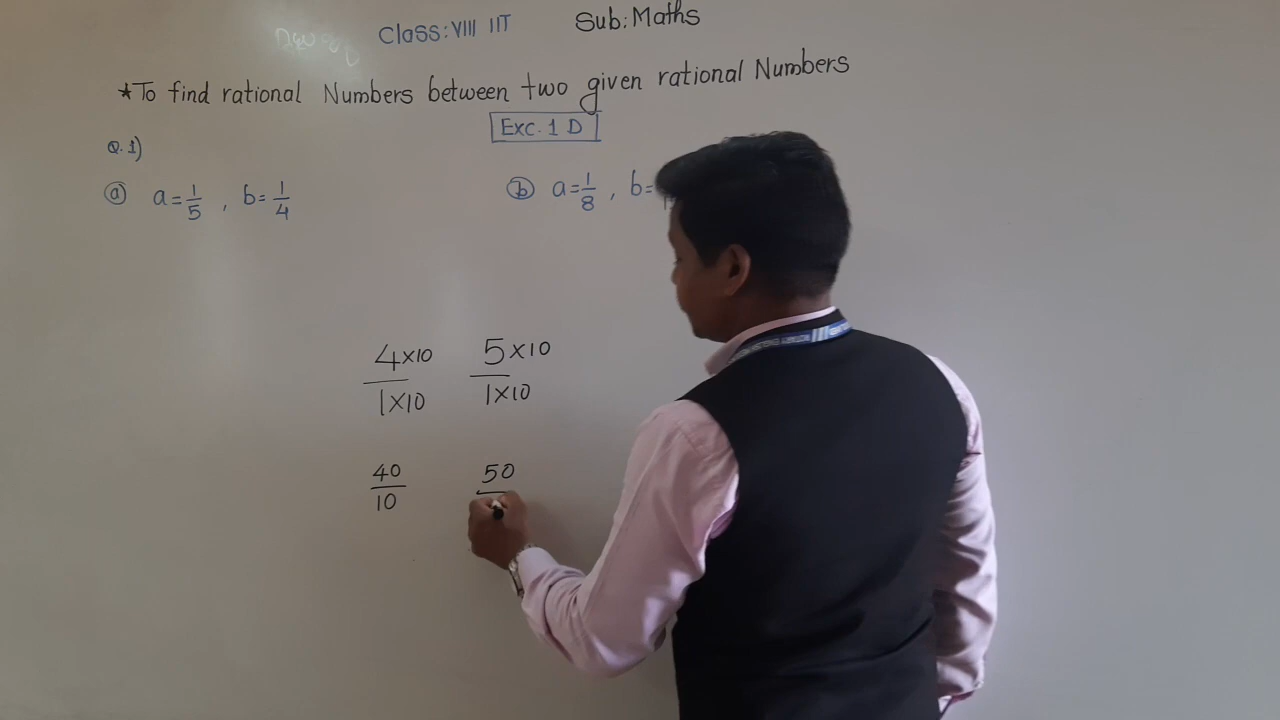 Class: VIII IIT Sub: Maths
*To find rational Numbers between two given rational Numbers
Exc. 1 D
Q. 1)
(a) a=1/5 , b=1/4 (b) a=1/8 , b=
4×10/1×10 5×10/1×10
40/10 50